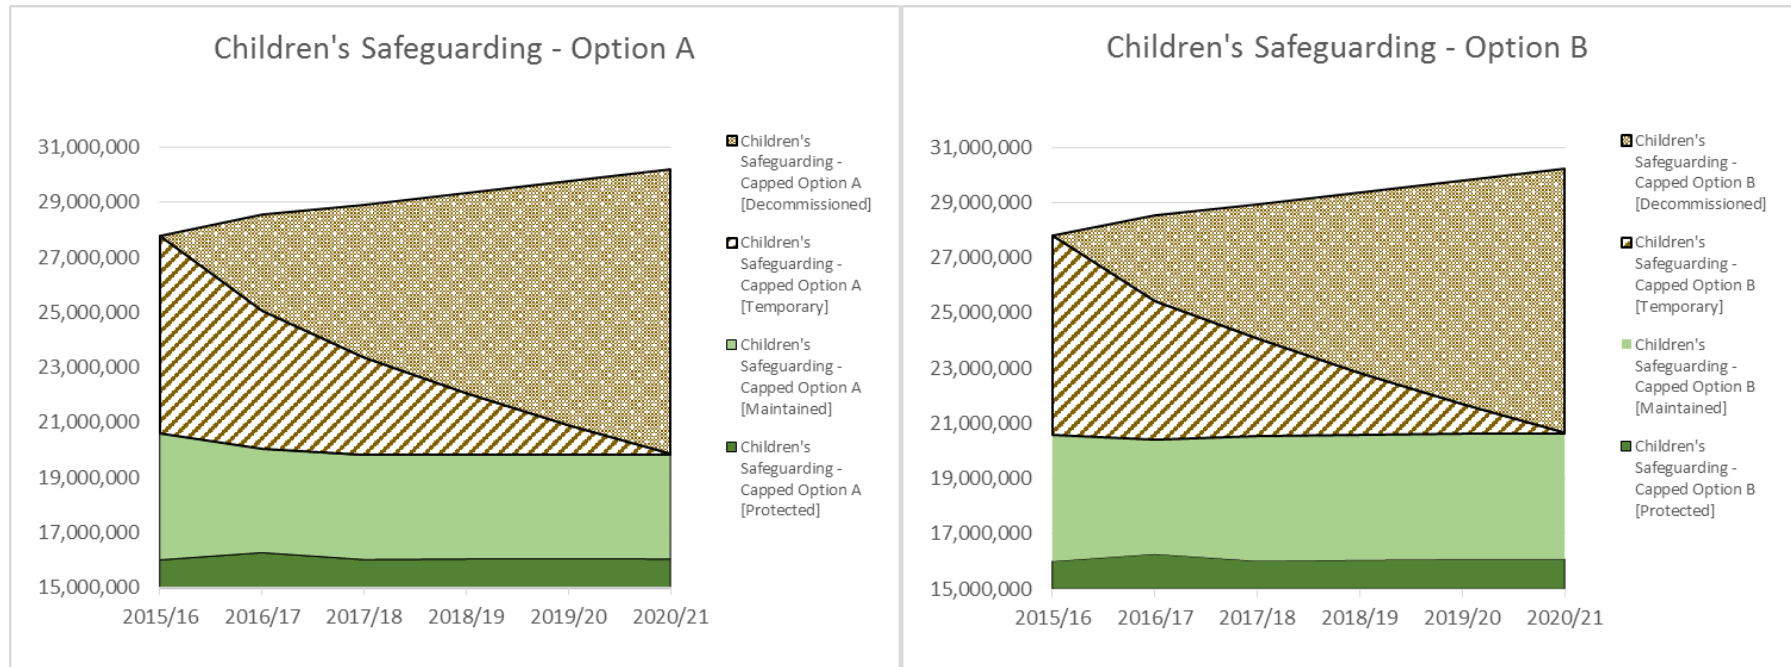 Children's Safeguarding - Option A
31,000,000
29,000,000
27,000,000
25,000,000
23,000,000
21,000,000
19,000,000
17,000,000
15,000,000
2015/16 2016/17 2017/18 2018/19 2019/20 2020/21
Children's
Safeguarding -
Capped Option A
[Decommissioned]
Children's
Safeguarding -
Capped Option A
[Temporary]
Children's
Safeguarding -
Capped Option A
[Maintained]
Children's
Safeguarding -
Capped Option A
[Protected]
Children's Safeguarding - Option B
31,000,000
29,000,000
27,000,000
25,000,000
23,000,000
21,000,000
19,000,000
17,000,000
15,000,000
2015/16 2016/17 2017/18 2018/19 2019/20 2020/21
Children's
Safeguarding -
Capped Option B
[Decommissioned]
Children's
Safeguarding -
Capped Option B
[Temporary]
Children's
Safeguarding -
Capped Option B
[Maintained]
Children's
Safeguarding -
Capped Option B
[Protected]